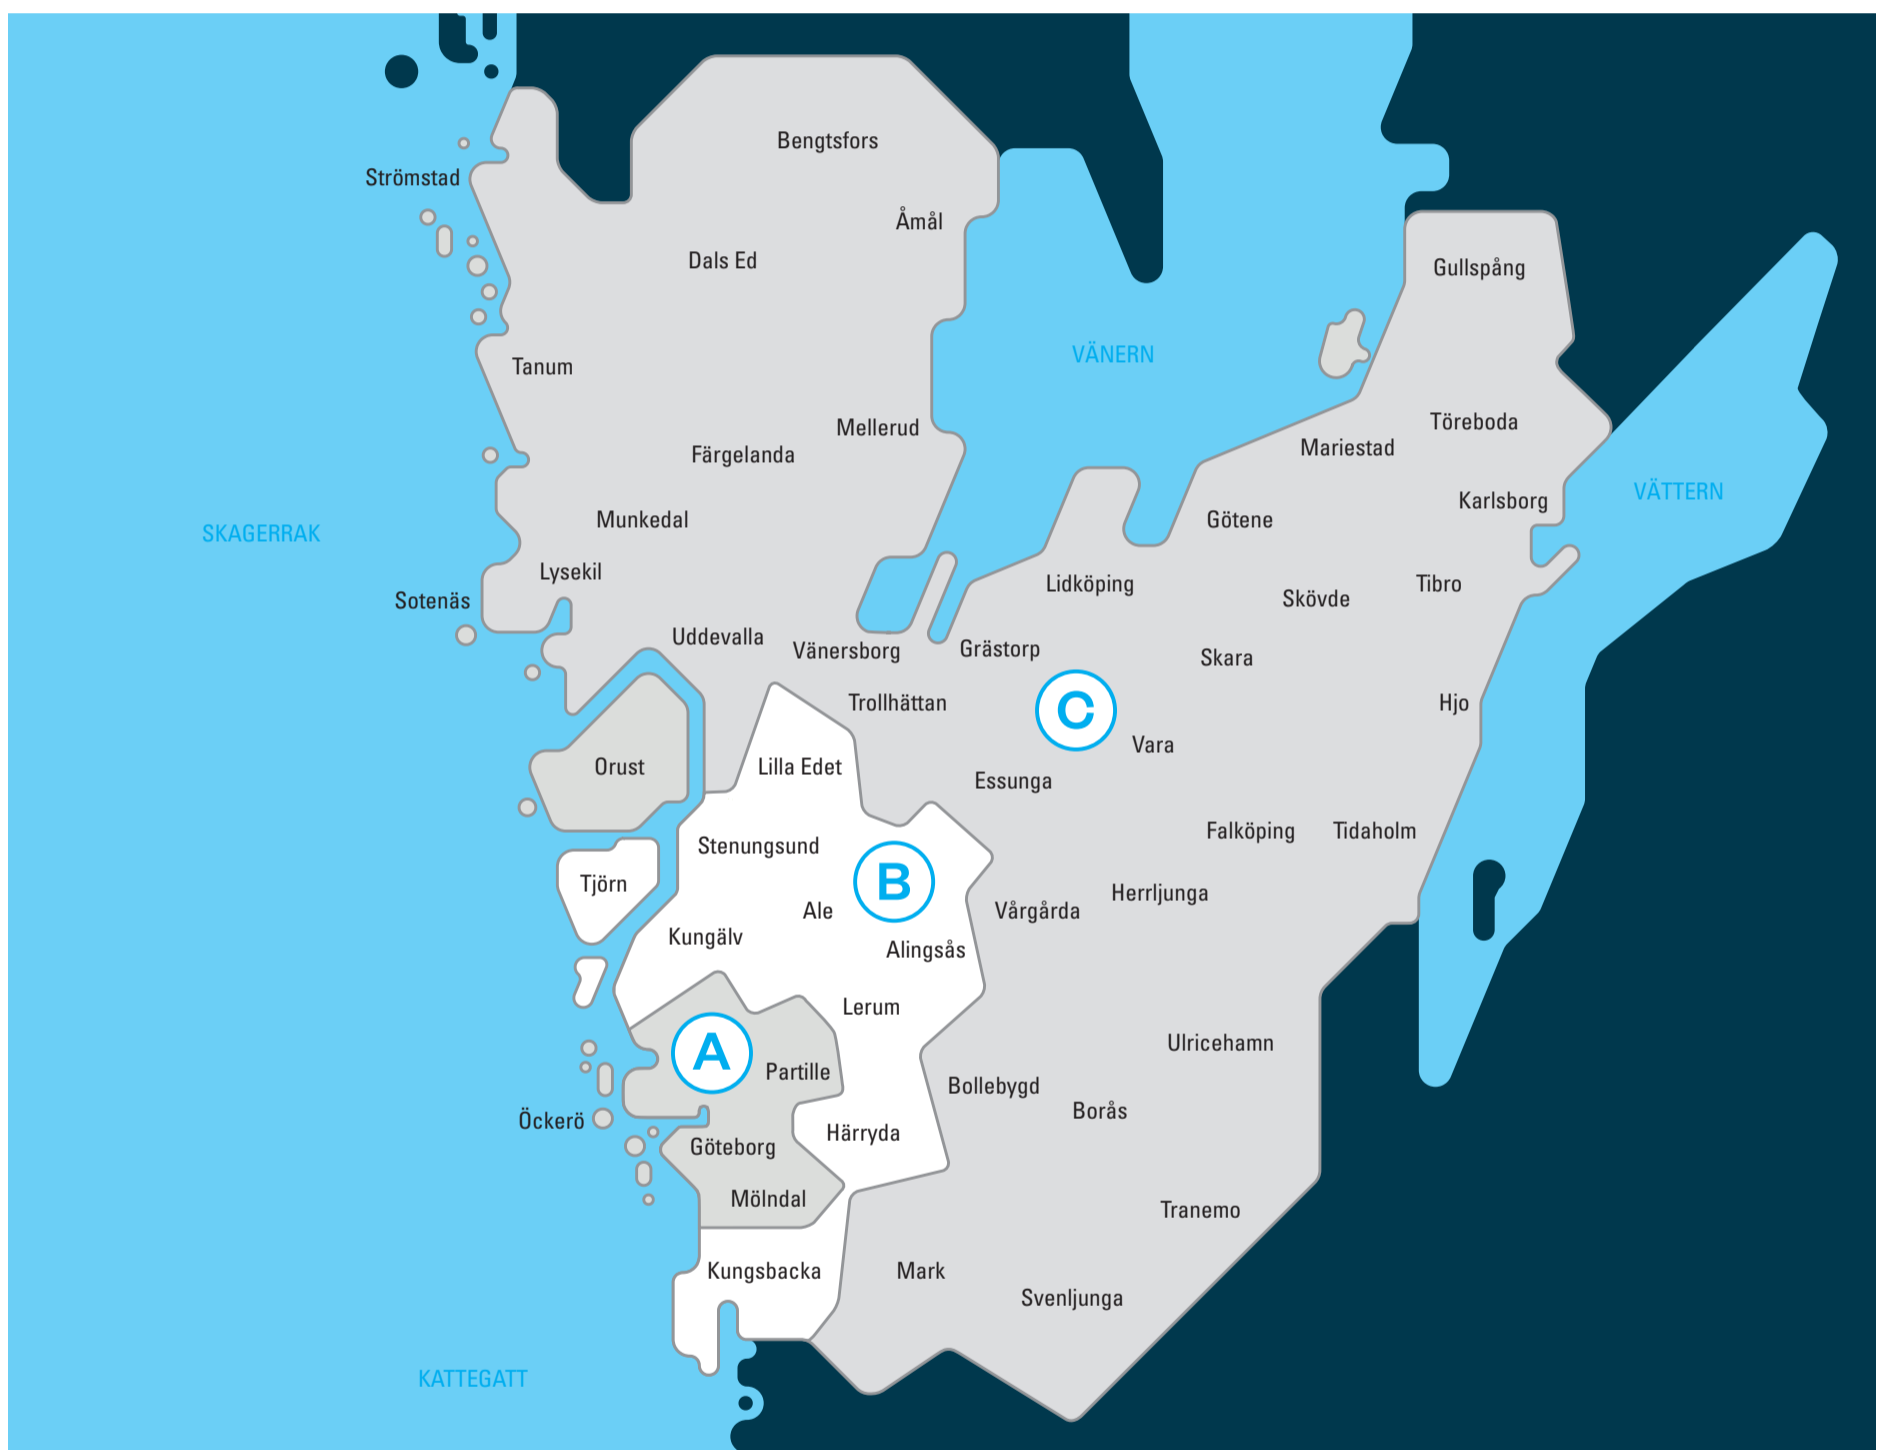 Bengtsfors
Strömstad
Åmål
Dals Ed
Gullspång
VÄNERN
Tanum
Töreboda
Mellerud
Mariestad
Färgelanda
VÄTTERN
Karlsborg
Munkedal
Götene
SKAGERRAK
Lysekil
Lidköping
Tibro
Skövde
Sotenäs
Uddevalla
Vänersborg
Grästorp
Skara
Trollhättan
C
Hjo
Vara
Orust
Lilla Edet
Essunga
Falköping
Tidaholm
Stenungsund
B
Tjörn
Herrljunga
Ale
Vårgårda
Kungälv
Alingsås
Lerum
Ulricehamn
A
Partille
Bollebygd
Borås
Öckerö
Härryda
Göteborg
Mölndal
Tranemo
Kungsbacka
Mark
Svenljunga
KATTEGATT